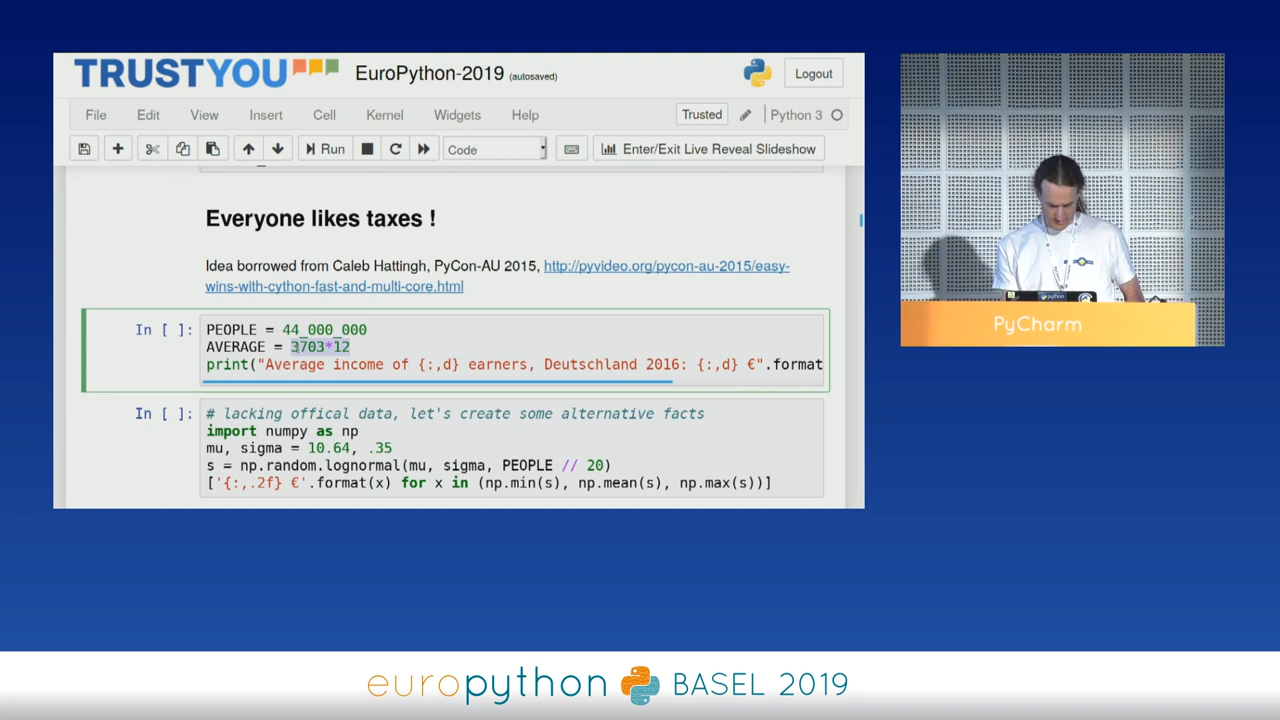 TRUSTYOU EuroPython-2019 (autosaved) Logout
File Edit View Insert Cell Kernel Widgets Help Trusted Python 3
Run Code Enter/Exit Live Reveal Slideshow
Everyone likes taxes !
Idea borrowed from Caleb Hattingh, PyCon-AU 2015, http://pyvideo.org/pycon-au-2015/easy-
wins-with-cython-fast-and-multi-core.html
In [ ]: PEOPLE = 44_000_000
AVERAGE = 3703*12
print("Average income of {:,d} earners, Deutschland 2016: {:,d} €".format
In [ ]: # lacking offical data, let's create some alternative facts
import numpy as np
mu, sigma = 10.64, .35
s = np.random.lognormal(mu, sigma, PEOPLE // 20)
['{:,.2f} €'.format(x) for x in (np.min(s), np.mean(s), np.max(s))]
python
PyCharm
europython BASEL 2019